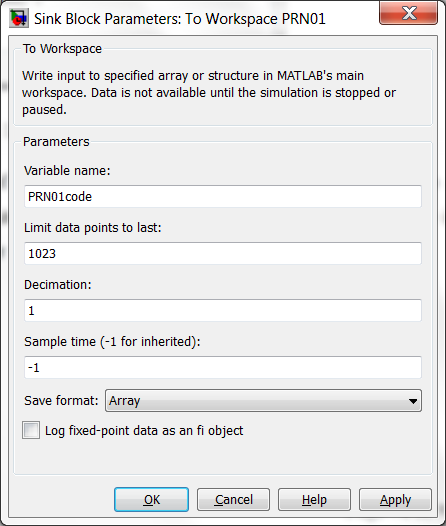 Sink Block Parameters: To Workspace PRN01
To Workspace
Write input to specified array or structure in MATLAB's main
workspace. Data is not available until the simulation is stopped or
paused.
Parameters
Variable name:
PRN01code
Limit data points to last:
1023
Decimation:
1
Sample time (-1 for inherited):
-1
Save format: Array
Log fixed-point data as an fi object
OK Cancel Help Apply